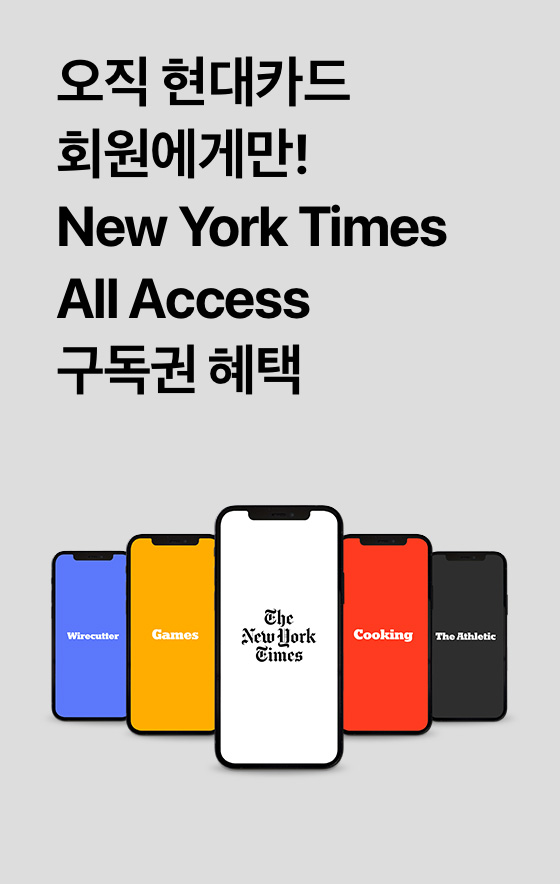 오직 현대카드
회원에게만!
New York Times
All Access
구독권 혜택
Wirecutter
Games
The
New York
Times
Cooking
The Athletic